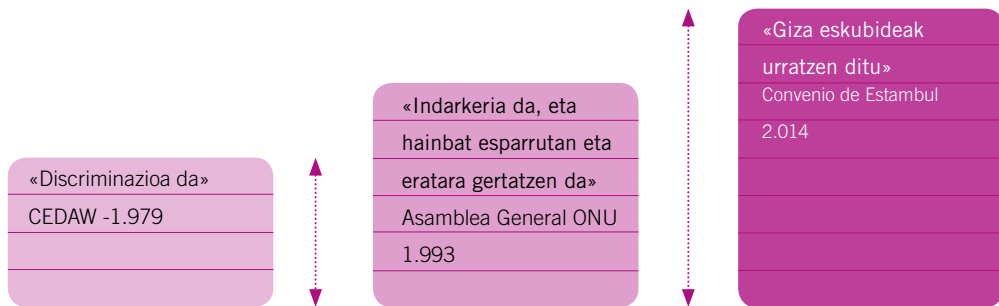 «Discriminazioa da»
CEDAW -1.979
«Indarkeria da, eta
hainbat esparrutan eta
eratara gertatzen da»
Asamblea General ONU
1.993
«Giza eskubideak
urratzen ditu»
Convenio de Estambul
2.014